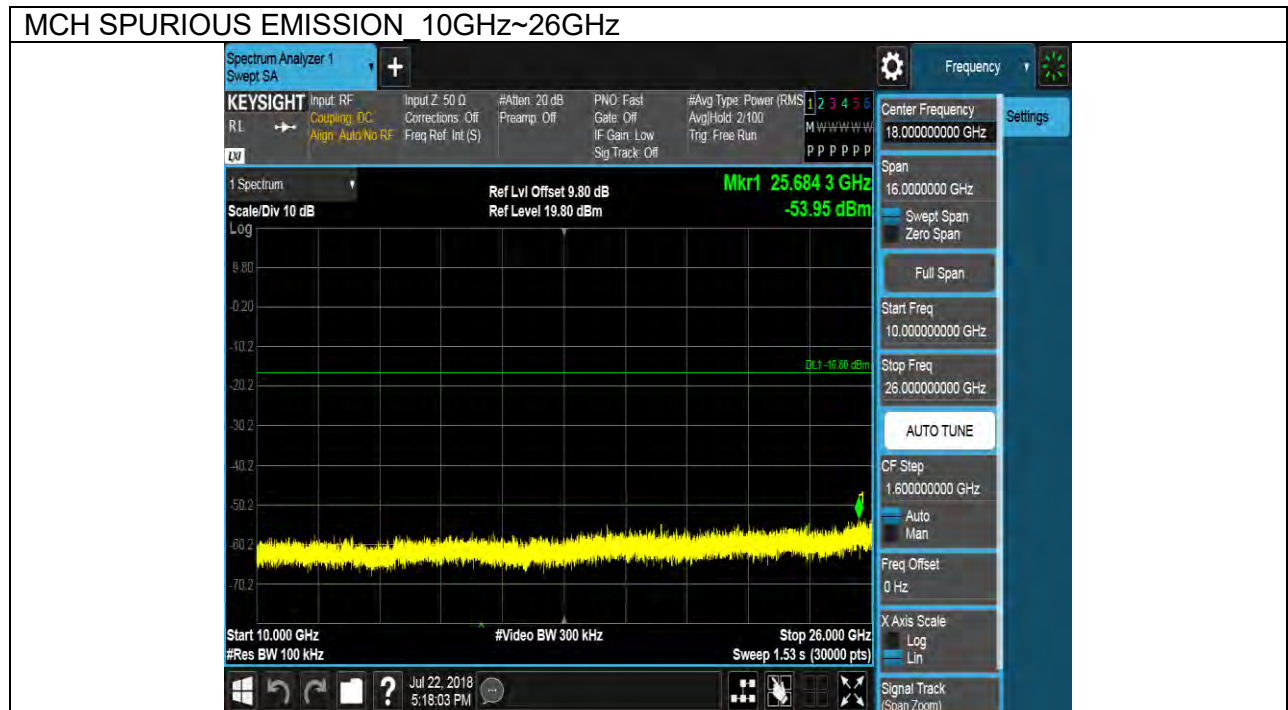 MCH SPURIOUS EMISSION_10GHz~26GHz
Spectrum Analyzer 1
Swept SA
+
Frequency
KEYSIGHT
RL
LXI
Input: RF
Coupling: DC
Align: Auto/No RF
Input Z: 50 Ω
Corrections: Off
Freq Ref: Int (S)
#Atten: 20 dB
Preamp: Off
PNO: Fast
Gate: Off
IF Gain: Low
Sig Track: Off
#Avg Type: Power (RMS
Avg|Hold: 2/100
Trig: Free Run
1 2 3 4 5 6
M W W W W W
P P P P P P
1 Spectrum
Scale/Div 10 dB
Log
Ref Lvl Offset 9.80 dB
Ref Level 19.80 dBm
Mkr1 25.684 3 GHz
-53.95 dBm
9.80
-0.20
-10.2
DL1 -16.80 dBm
-20.2
-30.2
-40.2
-50.2
1
-60.2
-70.2
Start 10.000 GHz
#Res BW 100 kHz
#Video BW 300 kHz
Stop 26.000 GHz
Sweep 1.53 s (30000 pts)
?
Jul 22, 2018
5:18:03 PM
Center Frequency
18.000000000 GHz
Settings
Span
16.0000000 GHz
Swept Span
Zero Span
Full Span
Start Freq
10.000000000 GHz
Stop Freq
26.000000000 GHz
AUTO TUNE
CF Step
1.600000000 GHz
Auto
Man
Freq Offset
0 Hz
X Axis Scale
Log
Lin
Signal Track
(Span Zoom)